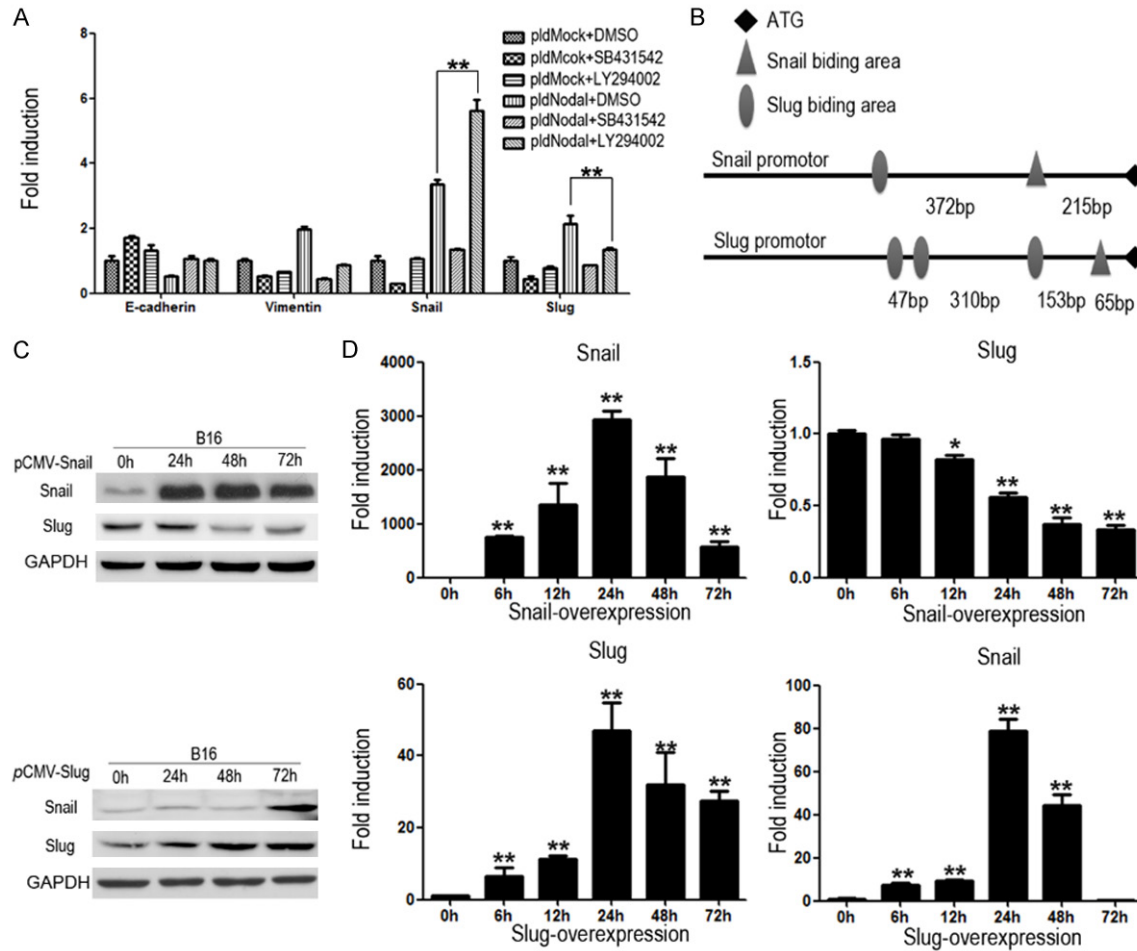 A
Fold induction
8
6
4
2
0
**
**
E-cadherin
Vimentin
Snail
Slug
pldMock+DMSO
pldMcok+SB431542
pldMock+LY294002
pldNodal+DMSO
pldNodal+SB431542
pldNodal+LY294002
B
ATG
Snail biding area
Slug biding area
Snail promotor
372bp
215bp
Slug promotor
47bp
310bp
153bp
65bp
C
B16
pCMV-Snail
0h
24h
48h
72h
Snail
Slug
GAPDH
B16
pCMV-Slug
0h
24h
48h
72h
Snail
Slug
GAPDH
D
Snail
Fold induction
4000
3000
2000
1000
0
**
**
**
**
**
0h
6h
12h
24h
48h
72h
Snail-overexpression
Slug
Fold induction
1.5
1.0
0.5
0.0
*
**
**
**
0h
6h
12h
24h
48h
72h
Snail-overexpression
Slug
Fold induction
60
40
20
0
**
**
**
**
**
0h
6h
12h
24h
48h
72h
Slug-overexpression
Snail
Fold induction
100
80
60
40
20
0
**
**
**
**
0h
6h
12h
24h
48h
72h
Slug-overexpression